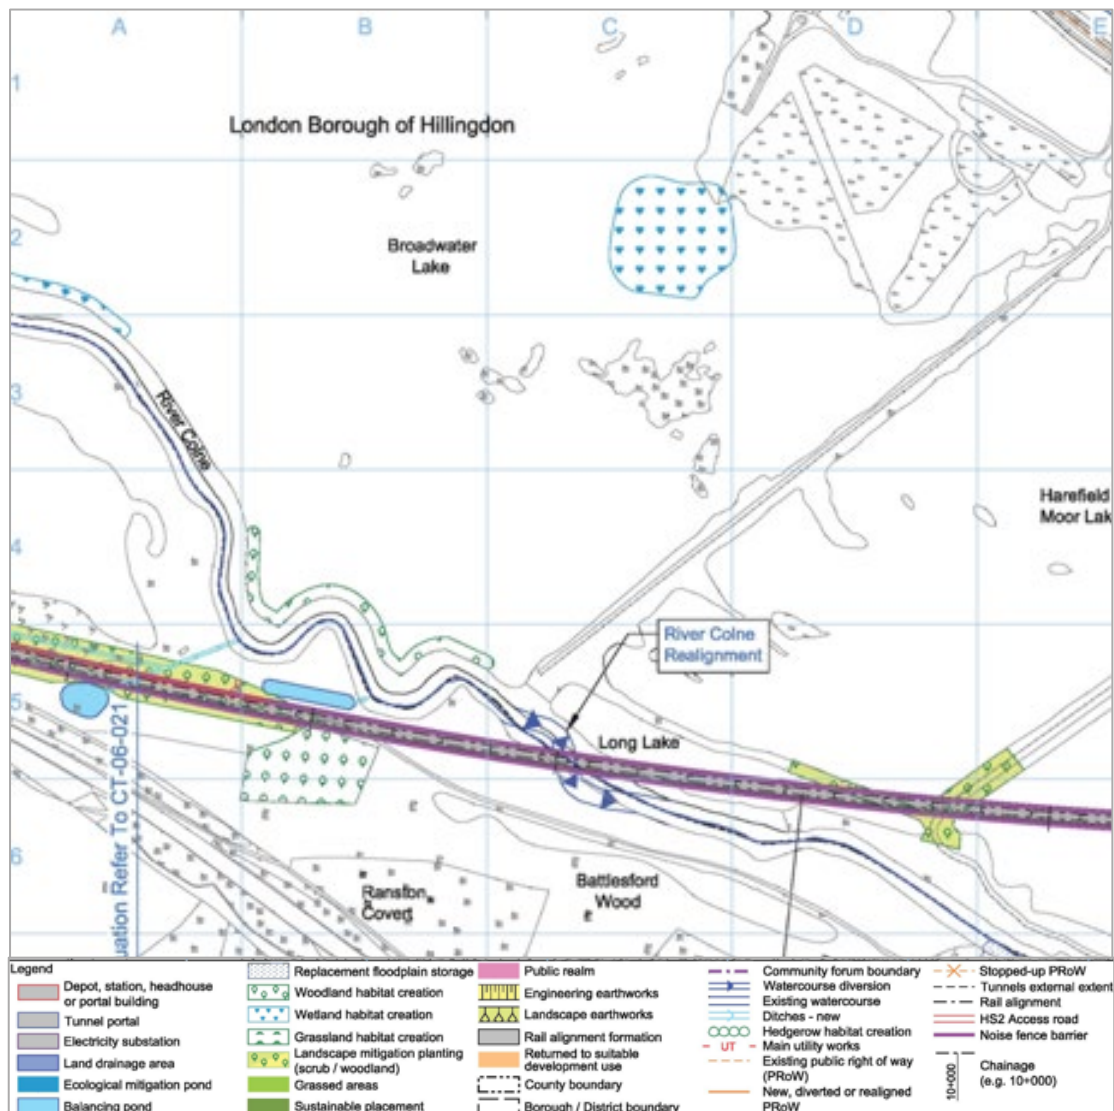 A B C D E
1
London Borough of Hillingdon
2
Broadwater
Lake
3
River Colne
Harefield
Moor Lak
4
River Colne
Realignment
5
Long Lake
uation Refer To CT-06-021
6
Ranston
Covert
Battlesford
Wood
Legend
Depot, station, headhouse
or portal building
Tunnel portal
Electricity substation
Land drainage area
Ecological mitigation pond
Balancing pond
Replacement floodplain storage
Woodland habitat creation
Wetland habitat creation
Grassland habitat creation
Landscape mitigation planting
(scrub / woodland)
Grassed areas
Sustainable placement
Public realm
Engineering earthworks
Landscape earthworks
Rail alignment formation
Returned to suitable
development use
County boundary
Borough / District boundary
Community forum boundary
Watercourse diversion
Existing watercourse
Ditches - new
Hedgerow habitat creation
UT Main utility works
Existing public right of way
(PRoW)
New, diverted or realigned
PRoW
Stopped-up PRoW
Tunnels external extent
Rail alignment
HS2 Access road
Noise fence barrier
10+000
Chainage
(e.g. 10+000)